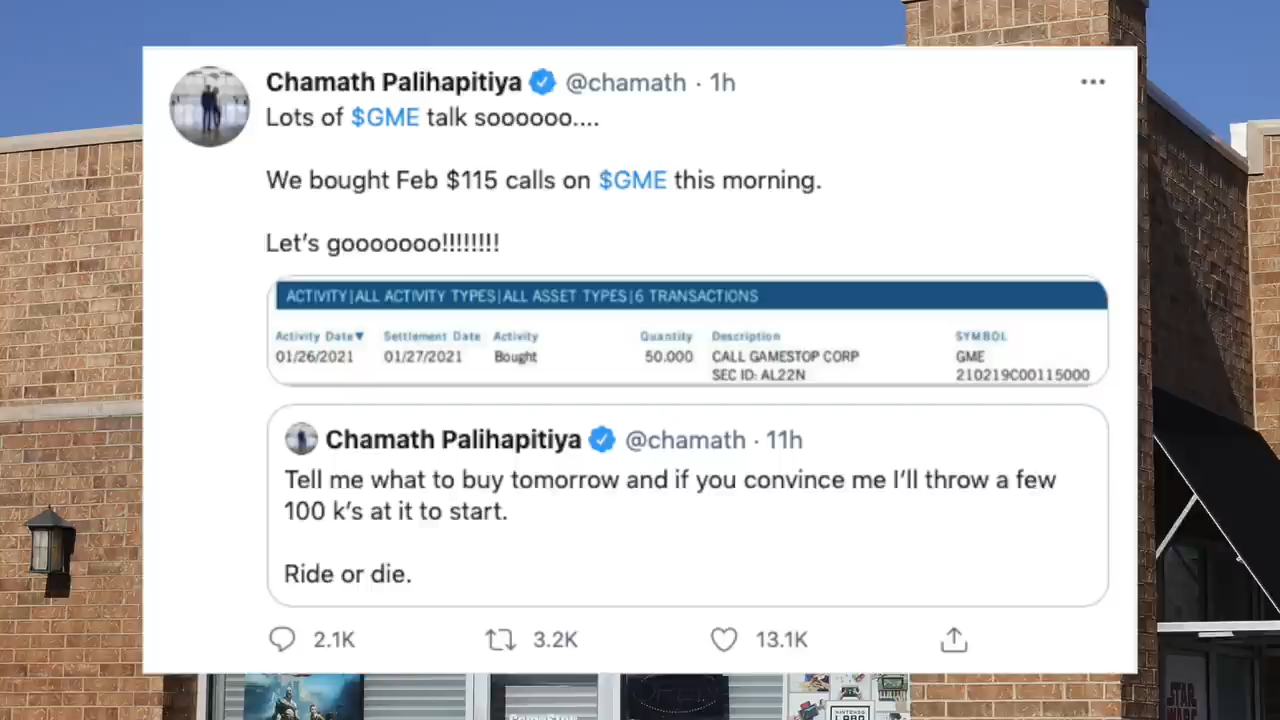 Chamath Palihapitiya @chamath · 1h
Lots of $GME talk soooooo....
We bought Feb $115 calls on $GME this morning.
Let's gooooooo!!!!!!!!
ACTIVITY|ALL ACTIVITY TYPES|ALL ASSET TYPES|6 TRANSACTIONS
Activity Date▼ Settlement Date Activity Quantity Description SYMBOL
01/26/2021 01/27/2021 Bought 50.000 CALL GAMESTOP CORP GME
SEC ID: AL22N 210219C00115000
Chamath Palihapitiya @chamath · 11h
Tell me what to buy tomorrow and if you convince me I'll throw a few
100 k's at it to start.
Ride or die.
2.1K 3.2K 13.1K
OPEN
STAR
NINTENDO
LABO